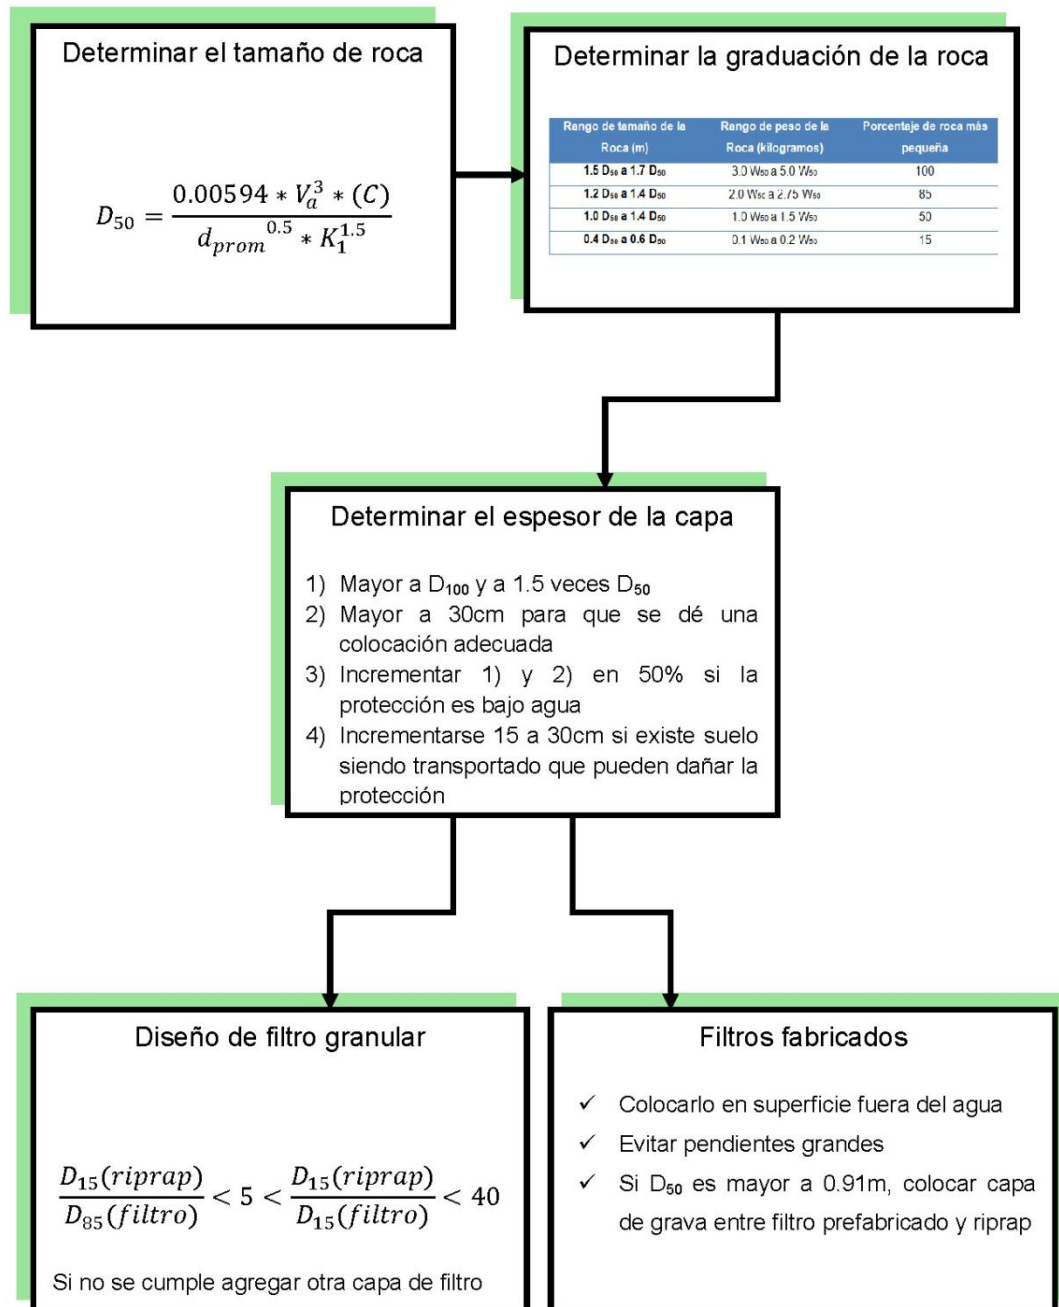 Determinar el tamaño de roca
D₅₀ = 0.00594 * Vₐ³ * (C) / dₚᵣₒₘ^0.5 * K₁^1.5
Determinar la graduación de la roca
Rango de tamaño de la Roca (m) Rango de peso de la Roca (kilogramos) Porcentaje de roca más pequeña
1.5 D₅₀ a 1.7 D₅₀ 3.0 W₅₀ a 5.0 W₅₀ 100
1.2 D₅₀ a 1.4 D₅₀ 2.0 W₅₀ a 2.75 W₅₀ 85
1.0 D₅₀ a 1.4 D₅₀ 1.0 W₅₀ a 1.5 W₅₀ 50
0.4 D₅₀ a 0.6 D₅₀ 0.1 W₅₀ a 0.2 W₅₀ 15
Determinar el espesor de la capa
1) Mayor a D₁₀₀ y a 1.5 veces D₅₀
2) Mayor a 30cm para que se dé una
colocación adecuada
3) Incrementar 1) y 2) en 50% si la
protección es bajo agua
4) Incrementarse 15 a 30cm si existe suelo
siendo transportado que pueden dañar la
protección
Diseño de filtro granular
D₁₅(riprap) / D₈₅(filtro) < 5 < D₁₅(riprap) / D₁₅(filtro) < 40
Si no se cumple agregar otra capa de filtro
Filtros fabricados
✓ Colocarlo en superficie fuera del agua
✓ Evitar pendientes grandes
✓ Si D₅₀ es mayor a 0.91m, colocar capa
de grava entre filtro prefabricado y riprap